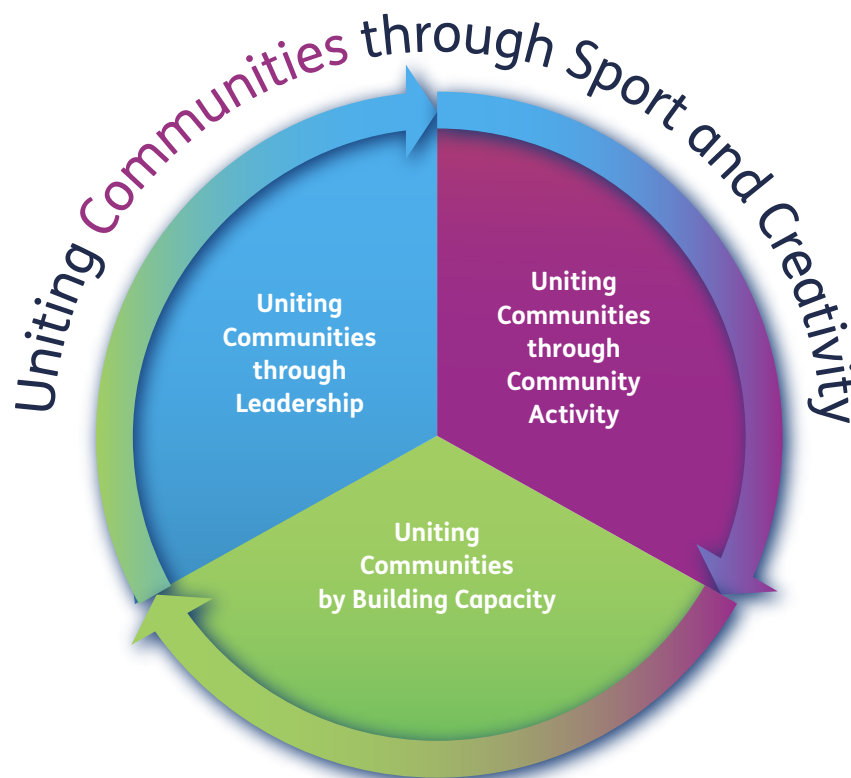 Uniting Communities through Sport and Creativity
Uniting
Communities
through
Leadership
Uniting
Communities
through
Community
Activity
Uniting
Communities
by Building Capacity